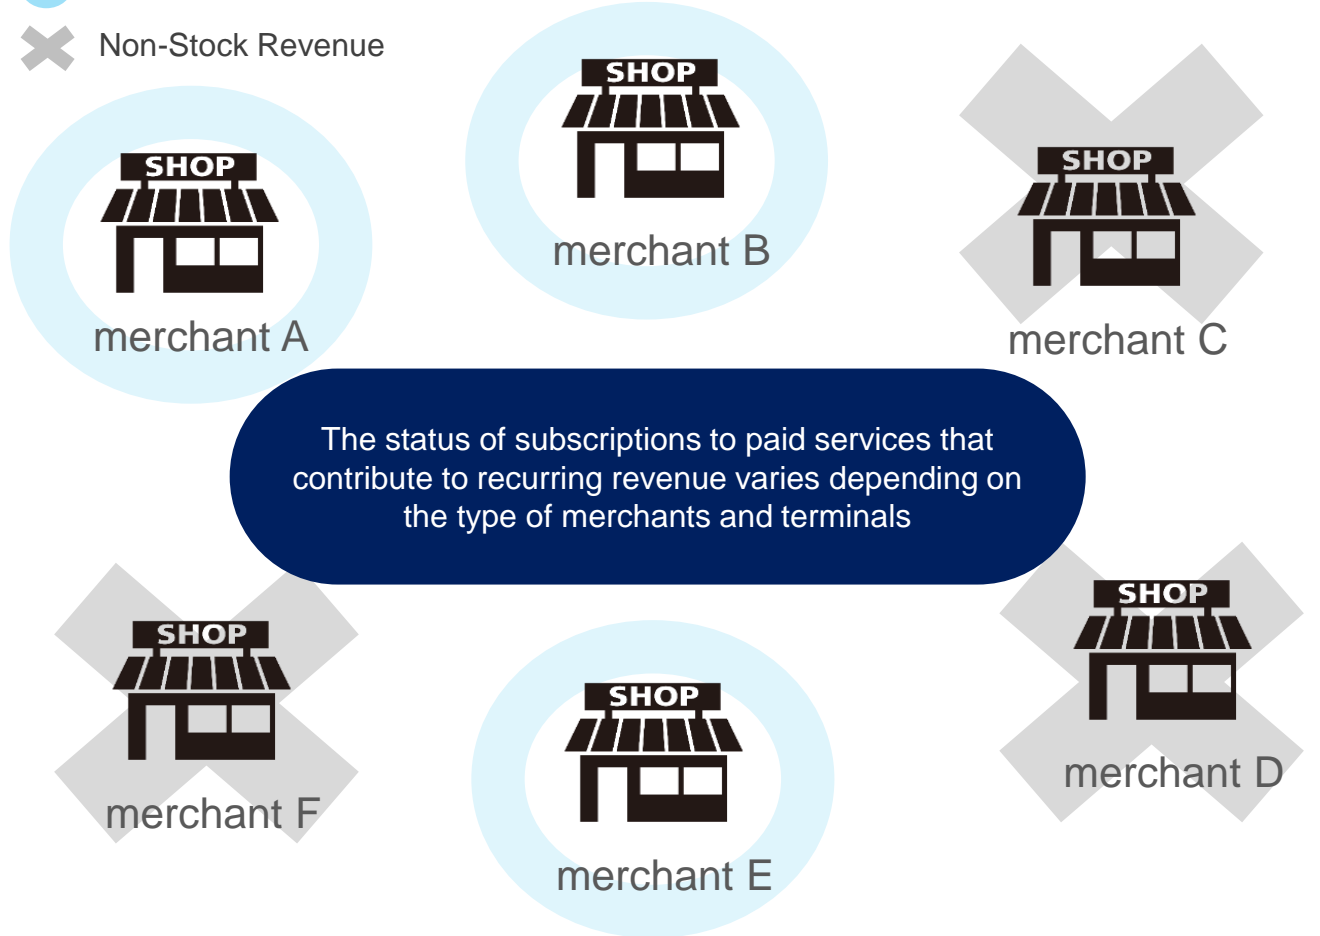 Non-Stock Revenue
SHOP
merchant A
SHOP
merchant B
SHOP
merchant C
The status of subscriptions to paid services that
contribute to recurring revenue varies depending on
the type of merchants and terminals
SHOP
merchant F
SHOP
merchant E
SHOP
merchant D